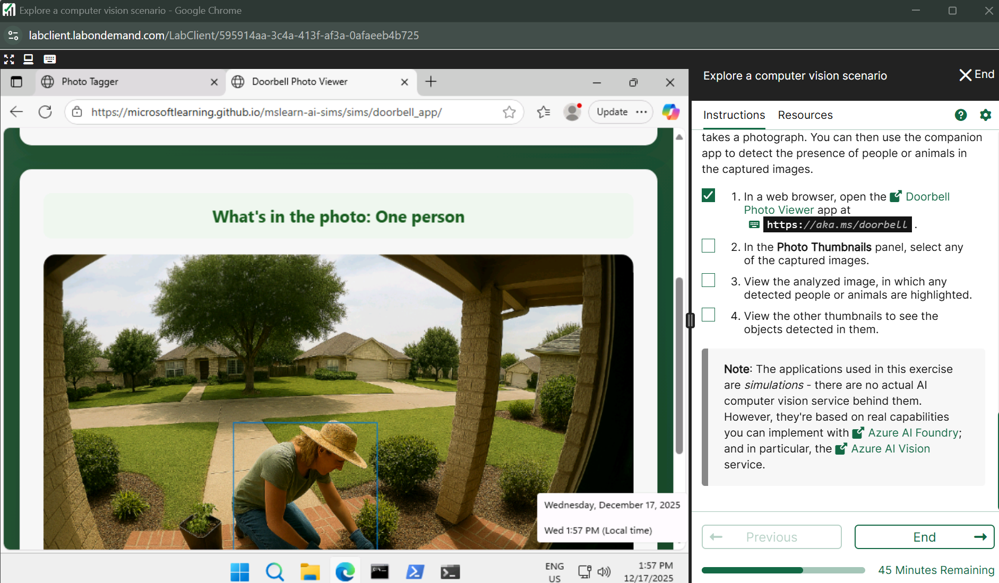 Explore a computer vision scenario - Google Chrome
labclient.labondemand.com/LabClient/595914aa-3c4a-413f-af3a-0afaeeb4b725
Photo Tagger
Doorbell Photo Viewer
https://microsoftlearning.github.io/mslearn-ai-sims/sims/doorbell_app/
Update
What's in the photo: One person
Wednesday, December 17, 2025
Wed 1:57 PM (Local time)
ENG
US
1:57 PM
12/17/2025
Explore a computer vision scenario
End
Instructions
Resources
takes a photograph. You can then use the companion
app to detect the presence of people or animals in
the captured images.
1. In a web browser, open the Doorbell
Photo Viewer app at
https://aka.ms/doorbell .
2. In the Photo Thumbnails panel, select any
of the captured images.
3. View the analyzed image, in which any
detected people or animals are highlighted.
4. View the other thumbnails to see the
objects detected in them.
Note: The applications used in this exercise
are simulations - there are no actual AI
computer vision service behind them.
However, they're based on real capabilities
you can implement with Azure AI Foundry;
and in particular, the Azure AI Vision
service.
Previous
End
45 Minutes Remaining